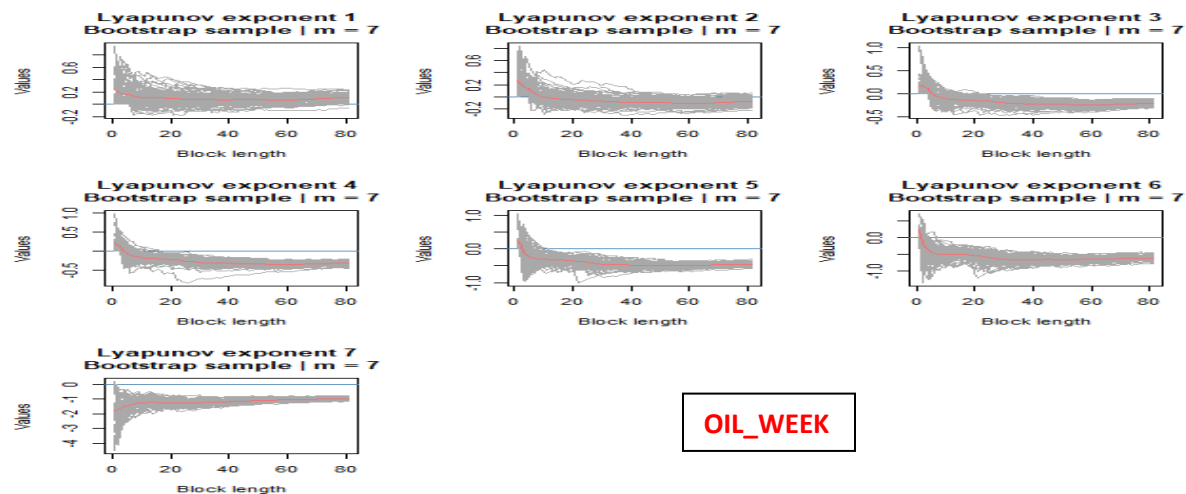 Lyapunov exponent 1
Bootstrap sample | m = 7
Values
0.6
0.2
-0.2
0 20 40 60 80
Block length
Lyapunov exponent 2
Bootstrap sample | m = 7
Values
0.6
0.2
-0.2
0 20 40 60 80
Block length
Lyapunov exponent 3
Bootstrap sample | m = 7
Values
1.0
0.5
0.0
-0.5
0 20 40 60 80
Block length
Lyapunov exponent 4
Bootstrap sample | m = 7
Values
1.0
0.5
-0.5
0 20 40 60 80
Block length
Lyapunov exponent 5
Bootstrap sample | m = 7
Values
1.0
0.0
-1.0
0 20 40 60 80
Block length
Lyapunov exponent 6
Bootstrap sample | m = 7
Values
0.0
-1.0
0 20 40 60 80
Block length
Lyapunov exponent 7
Bootstrap sample | m = 7
Values
0
-1
-2
-3
-4
0 20 40 60 80
Block length
OIL_WEEK